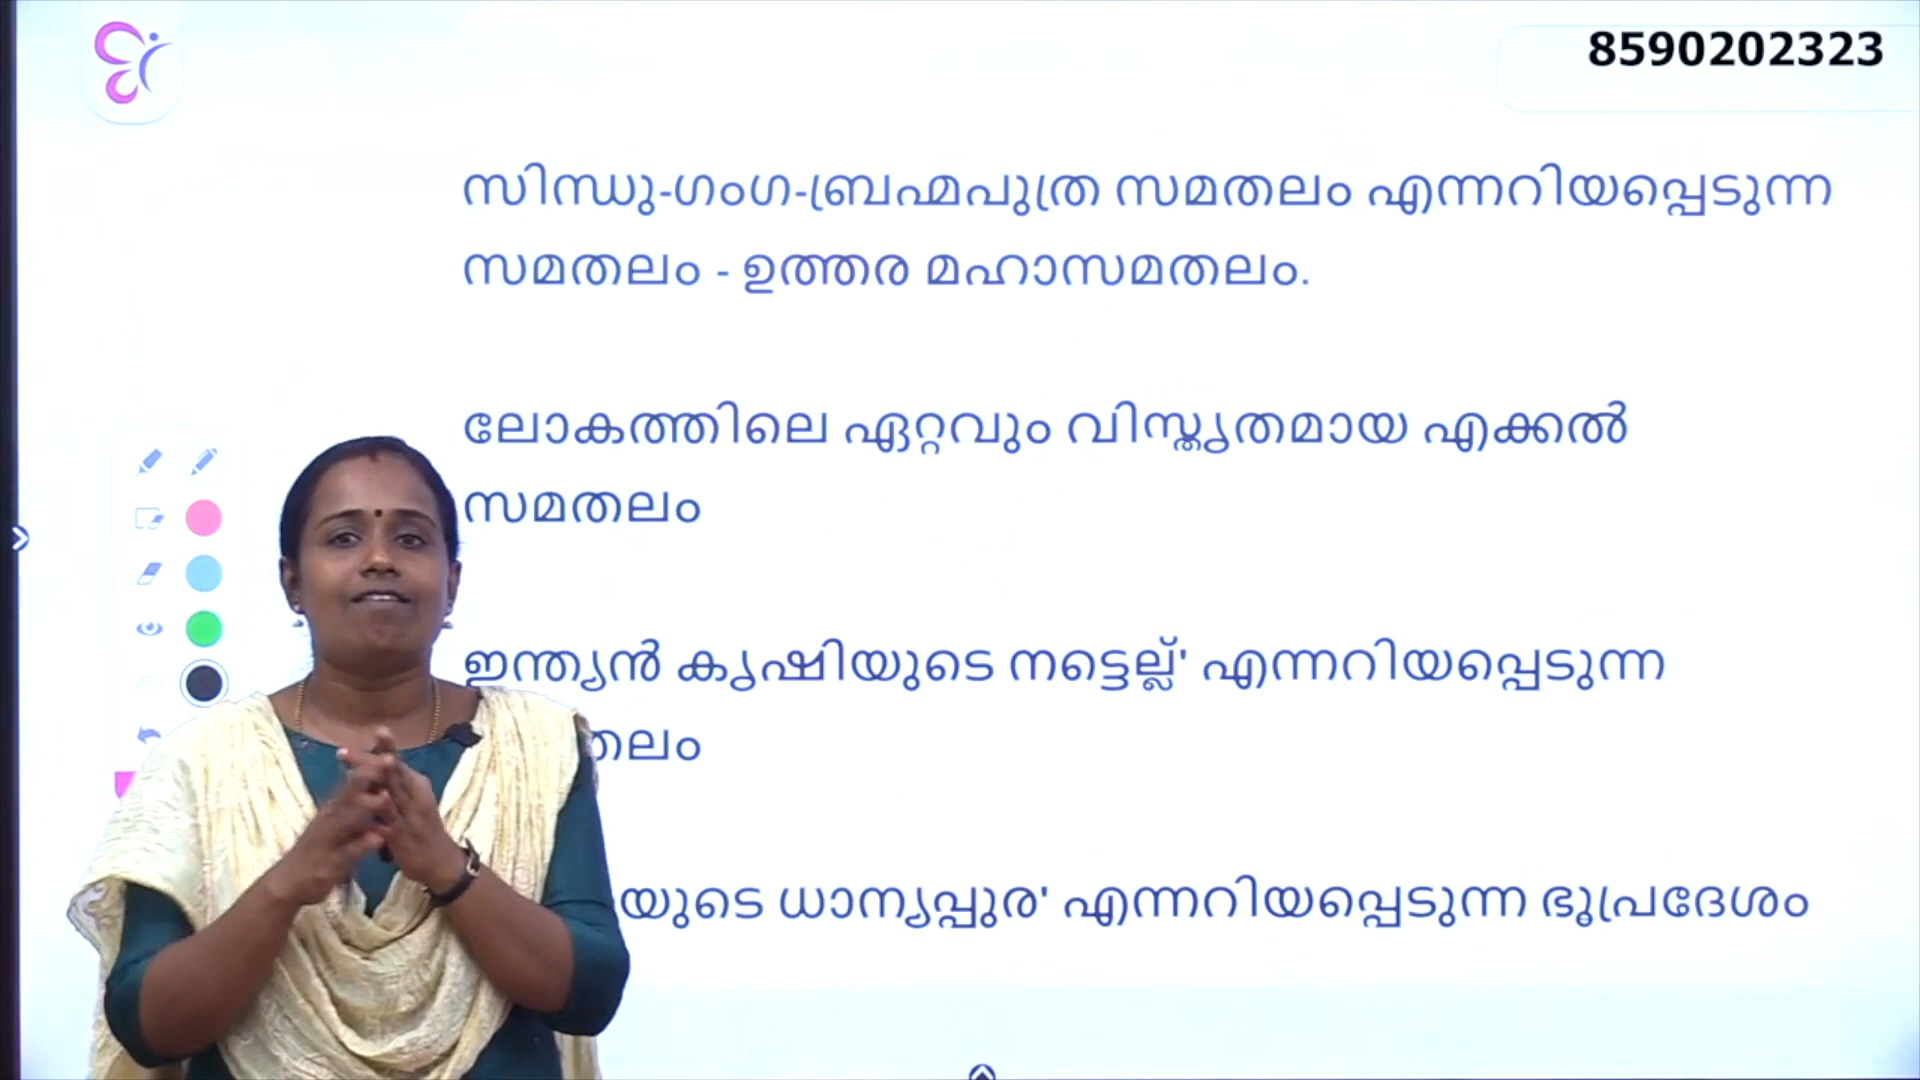 8590202323
സിന്ധു-ഗംഗ-ബ്രഹ്മപുത്ര സമതലം എന്നറിയപ്പെടുന്ന
സമതലം - ഉത്തര മഹാസമതലം.
ലോകത്തിലെ ഏറ്റവും വിസ്തൃതമായ എക്കൽ
സമതലം
ഇന്ത്യൻ കൃഷിയുടെ നട്ടെല്ല്' എന്നറിയപ്പെടുന്ന
തലം
യുടെ ധാന്യപ്പുര' എന്നറിയപ്പെടുന്ന ഭൂപ്രദേശം